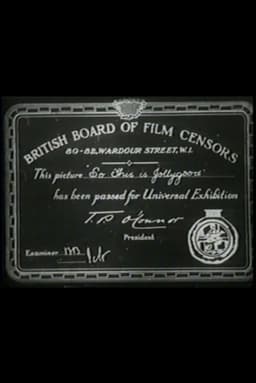 BRITISH BOARD OF FILM CENSORS
80-82, WARDOUR STREET, W.1.
This picture "So This is Jollygood"
has been passed for Universal Exhibition
T. P. O'Connor
President
Examiner